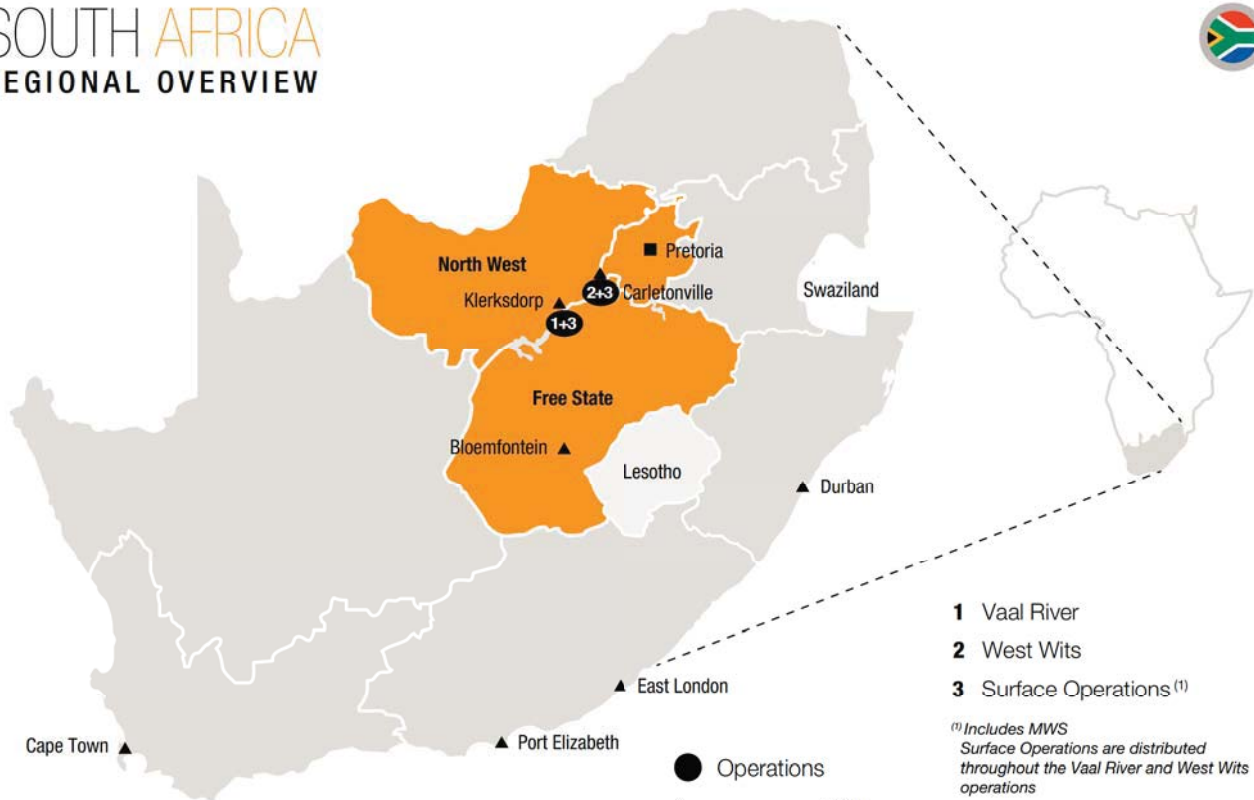 SOUTH AFRICA
REGIONAL OVERVIEW
North West
Pretoria
Klerksdorp
2+3
Carletonville
Swaziland
1+3
Free State
Bloemfontein
Lesotho
Durban
1 Vaal River
2 West Wits
3 Surface Operations (1)
East London
(1) Includes MWS
Surface Operations are distributed
throughout the Vaal River and West Wits
operations
Cape Town
Port Elizabeth
Operations